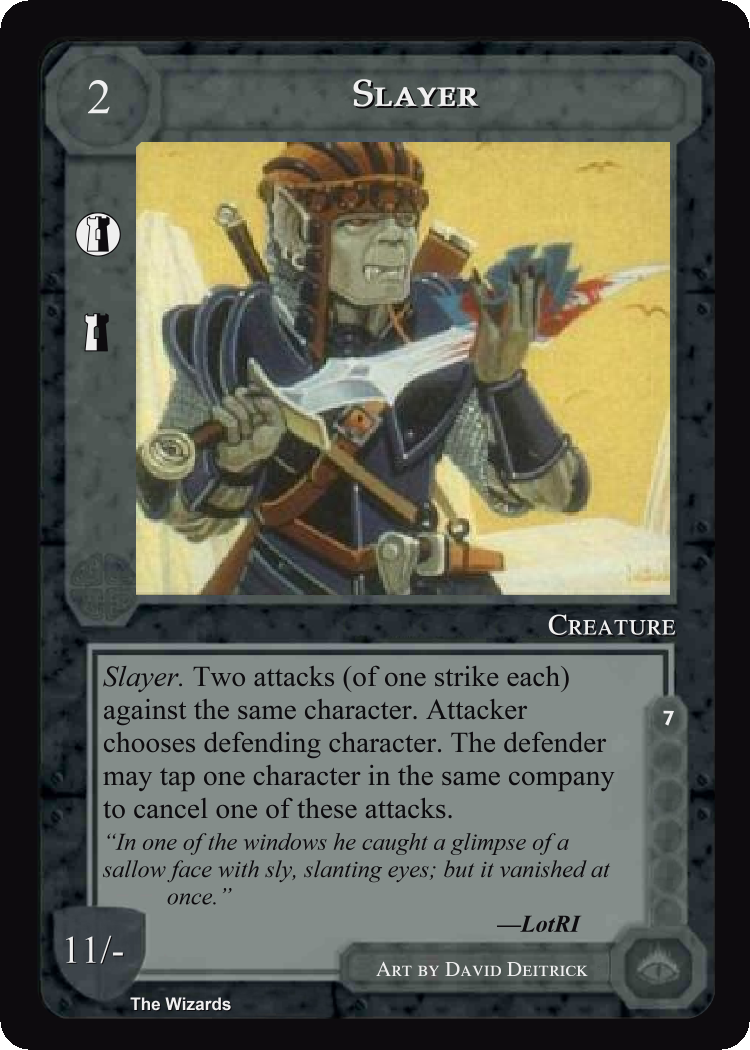 2
SLAYER
CREATURE
Slayer. Two attacks (of one strike each)
against the same character. Attacker
chooses defending character. The defender
may tap one character in the same company
to cancel one of these attacks.
7
“In one of the windows he caught a glimpse of a
sallow face with sly, slanting eyes; but it vanished at
once.”
—LotRI
11/-
ART BY DAVID DEITRICK
The Wizards